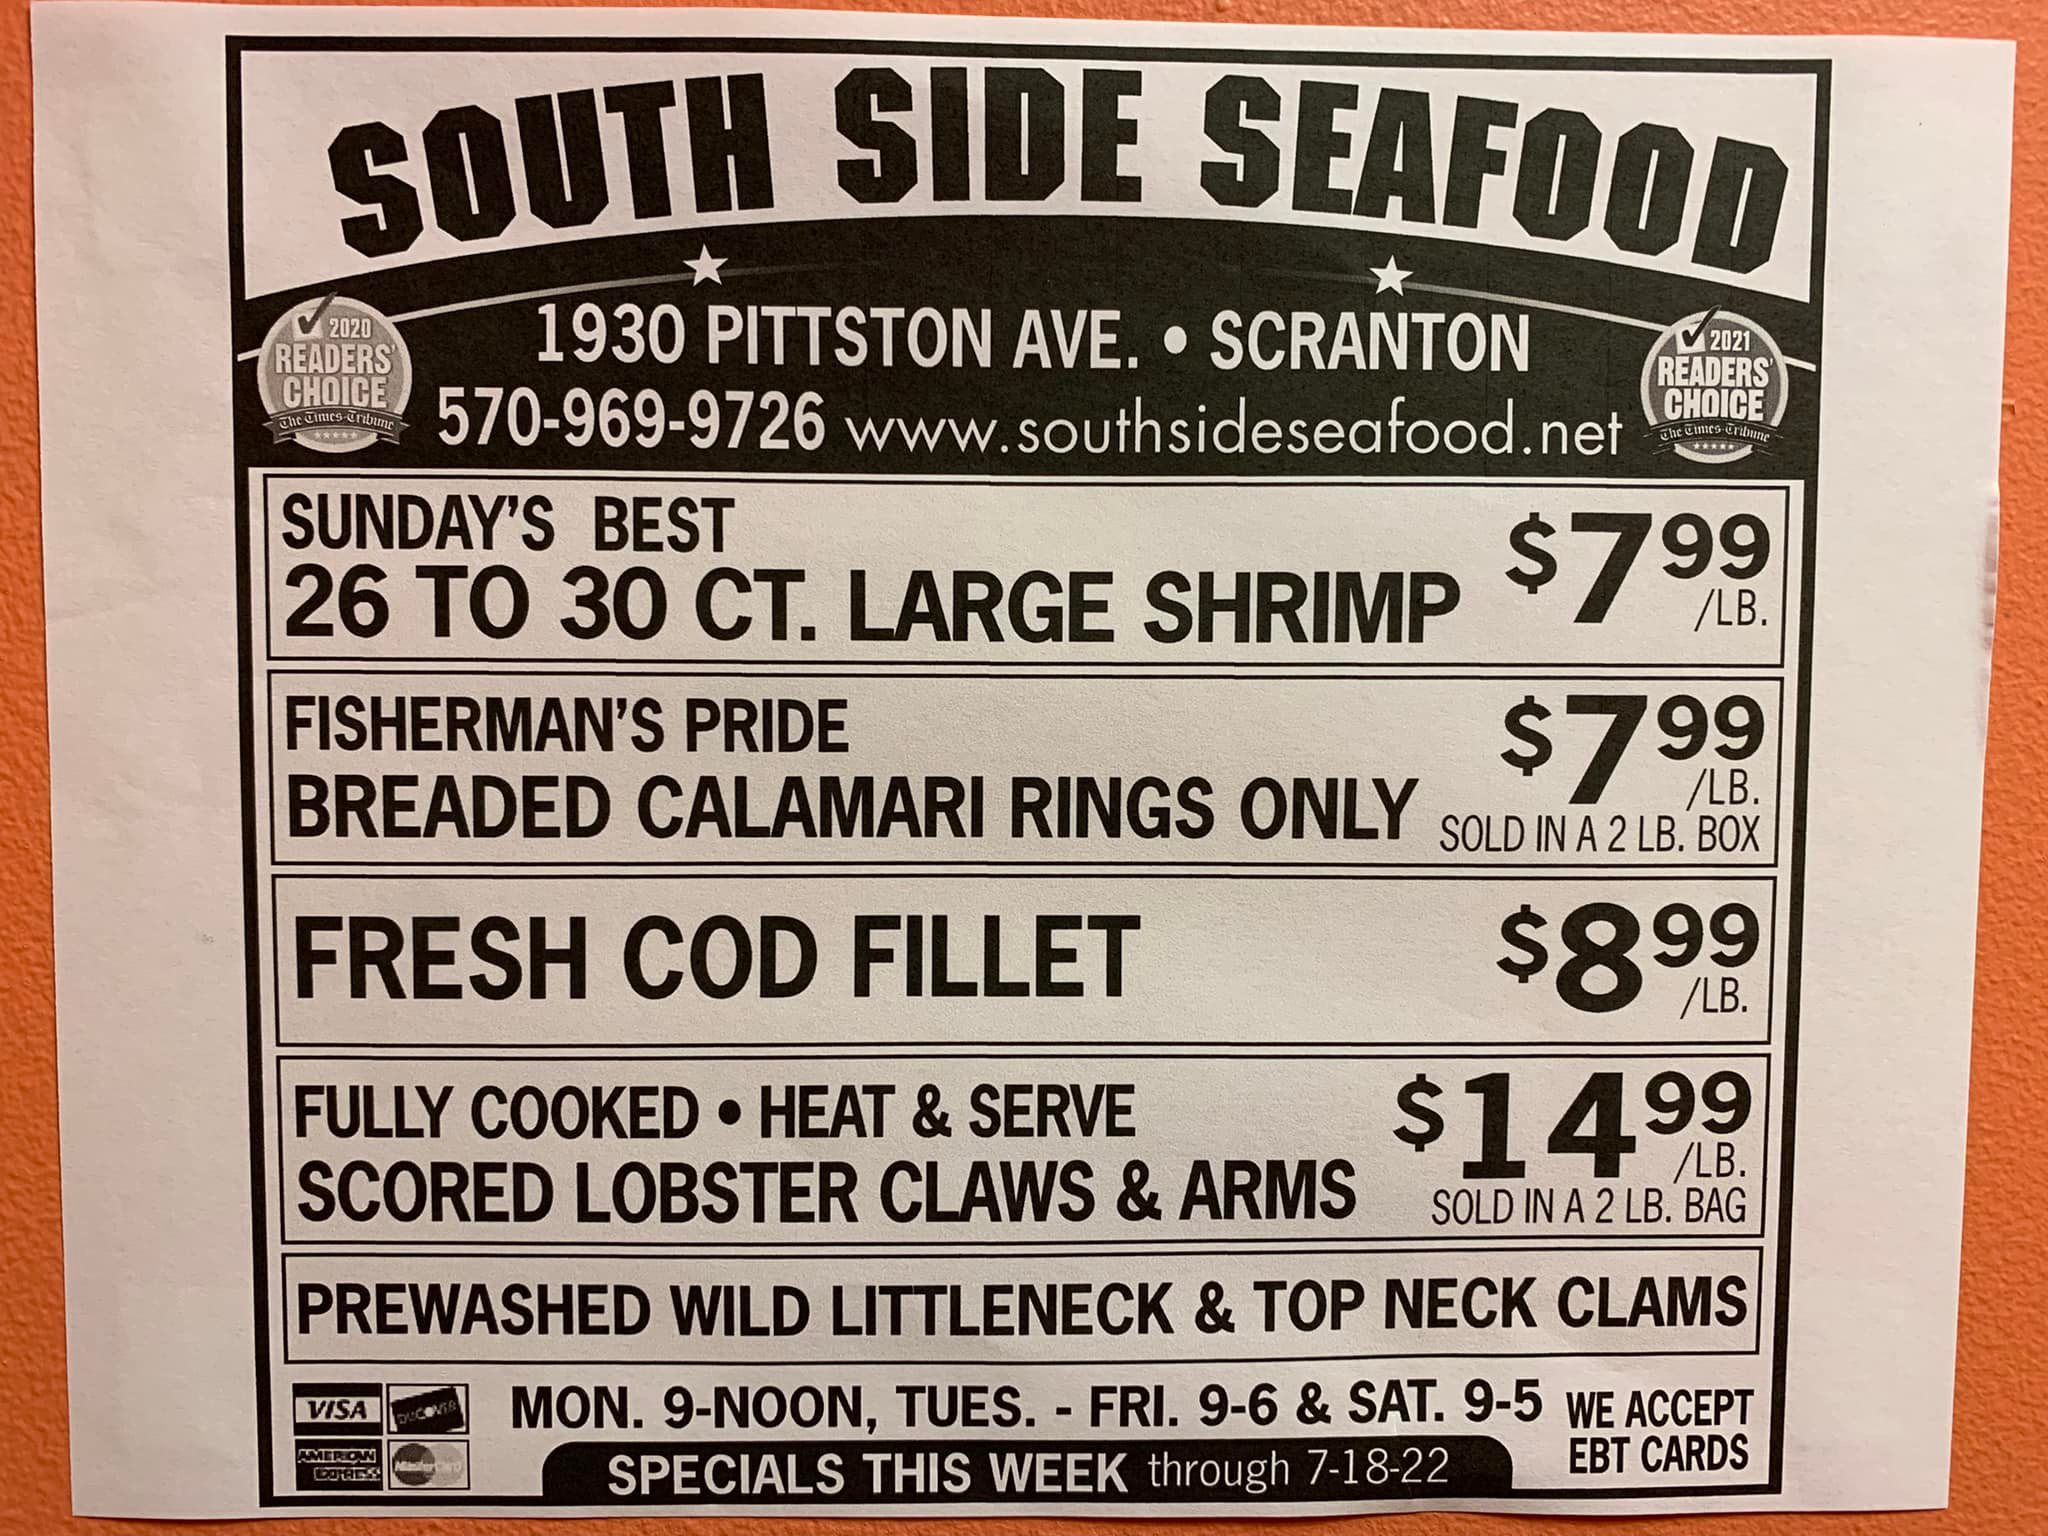 SOUTH SIDE SEAFOOD
2020
READERS'
CHOICE
The Times-Tribune
1930 PITTSTON AVE. • SCRANTON
570-969-9726 www.southsideseafood.net
2021
READERS'
CHOICE
The Times-Tribune
SUNDAY'S BEST
26 TO 30 CT. LARGE SHRIMP
$7 99
/LB.
FISHERMAN'S PRIDE
BREADED CALAMARI RINGS ONLY
$7 99
/LB.
SOLD IN A 2 LB. BOX
FRESH COD FILLET
$8 99
/LB.
FULLY COOKED • HEAT & SERVE
SCORED LOBSTER CLAWS & ARMS
$14 99
/LB.
SOLD IN A 2 LB. BAG
PREWASHED WILD LITTLENECK & TOP NECK CLAMS
VISA
DISCOVER
AMERICAN
EXPRESS
MasterCard
MON. 9-NOON, TUES. - FRI. 9-6 & SAT. 9-5
WE ACCEPT
EBT CARDS
SPECIALS THIS WEEK through 7-18-22